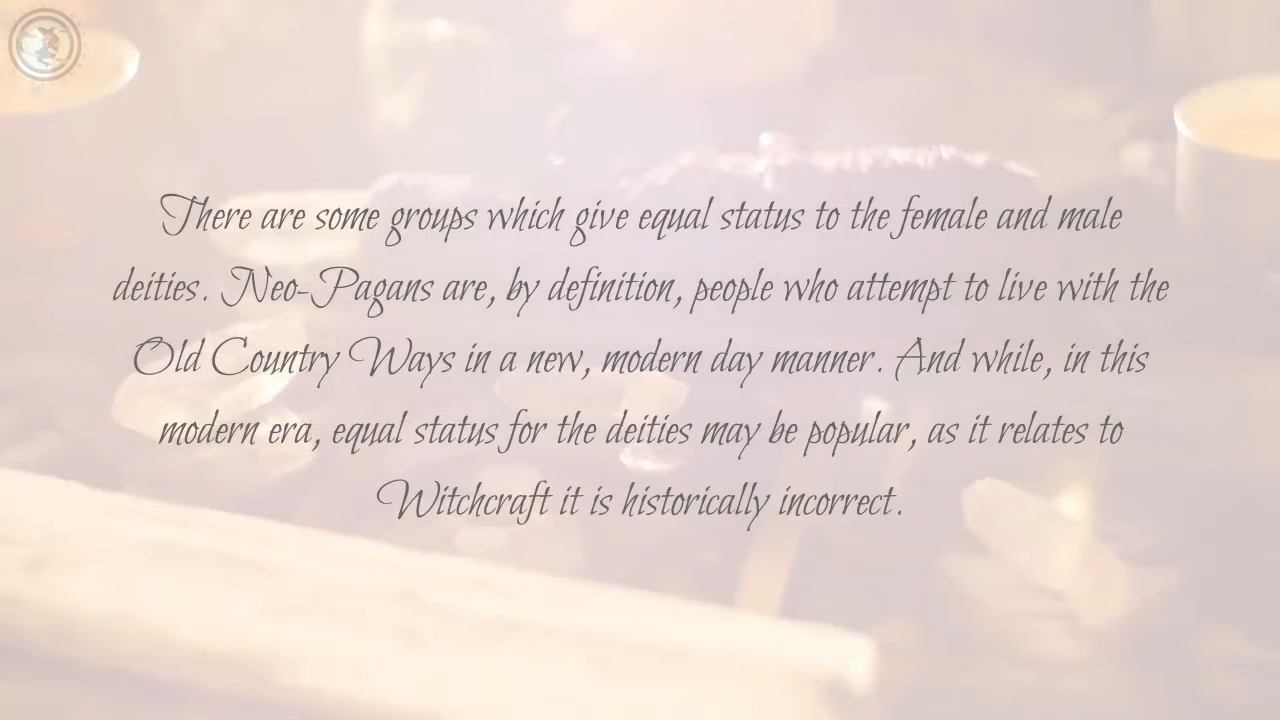 There are some groups which give equal status to the female and male
deities. Neo-Pagans are, by definition, people who attempt to live with the
Old Country Ways in a new, modern day manner. And while, in this
modern era, equal status for the deities may be popular, as it relates to
Witchcraft it is historically incorrect.